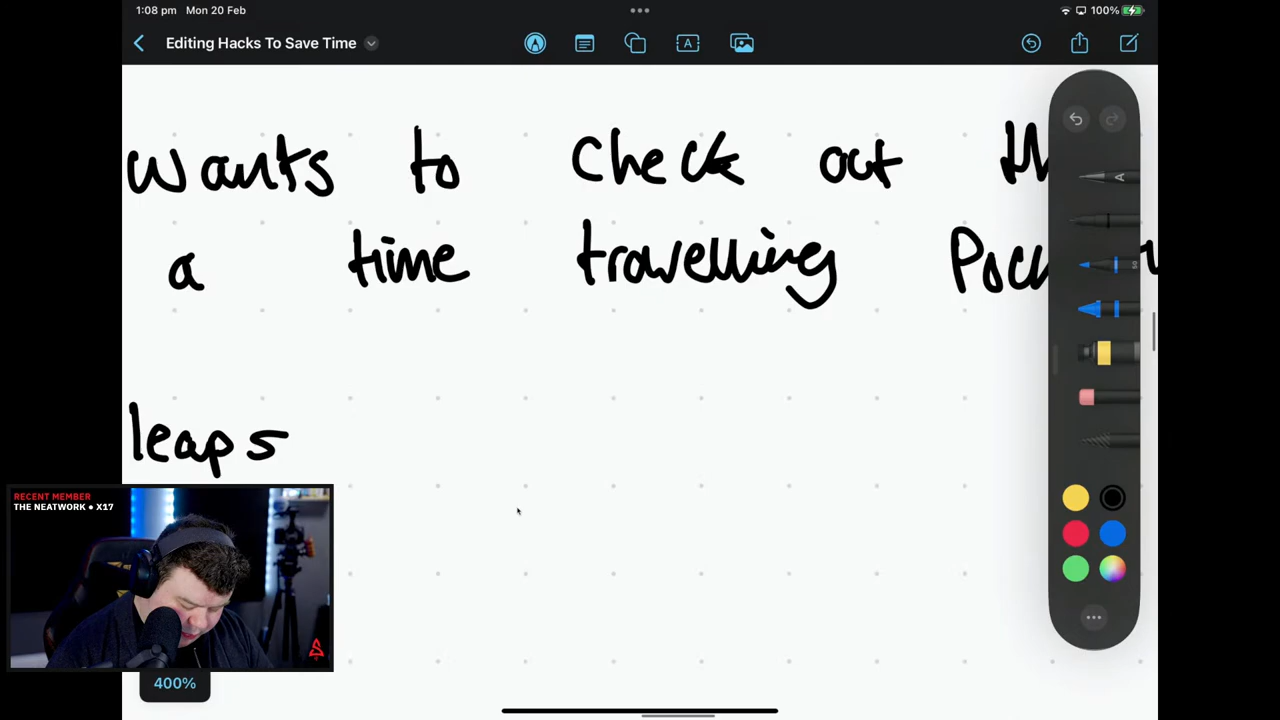 1:08 pm Mon 20 Feb
100%
Editing Hacks To Save Time
A
wants to check out
a time travelling
leaps
RECENT MEMBER
THE NEATWORK • X17
A
50
400%